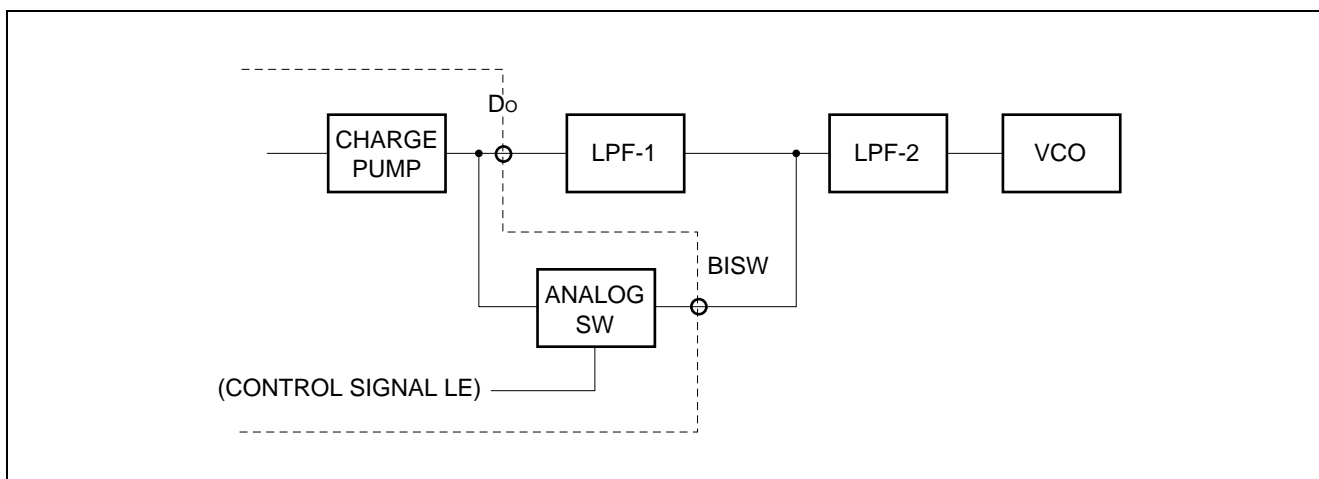 Do
CHARGE
PUMP
LPF-1
LPF-2
VCO
BISW
ANALOG
SW
(CONTROL SIGNAL LE)